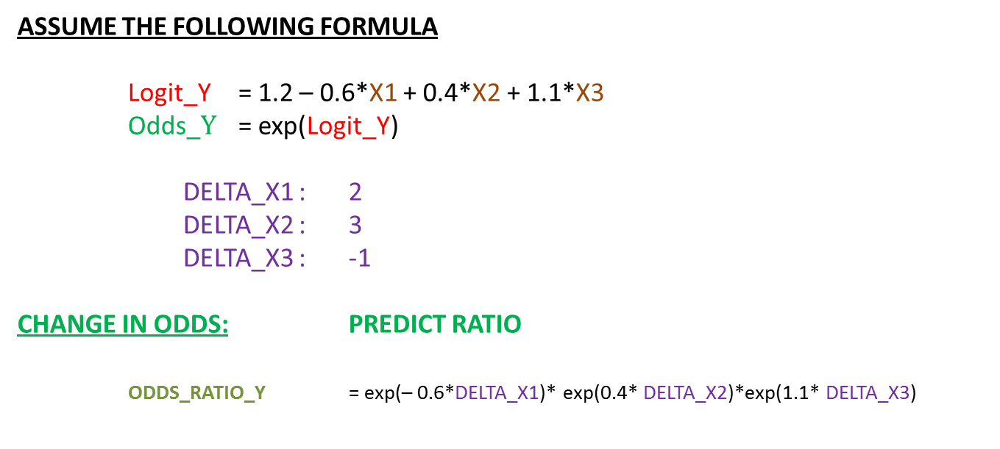 ASSUME THE FOLLOWING FORMULA
Logit_Y = 1.2 – 0.6*X1 + 0.4*X2 + 1.1*X3
Odds_Y = exp(Logit_Y)
DELTA_X1 : 2
DELTA_X2 : 3
DELTA_X3 : -1
CHANGE IN ODDS: PREDICT RATIO
ODDS_RATIO_Y = exp(– 0.6*DELTA_X1)* exp(0.4* DELTA_X2)*exp(1.1* DELTA_X3)